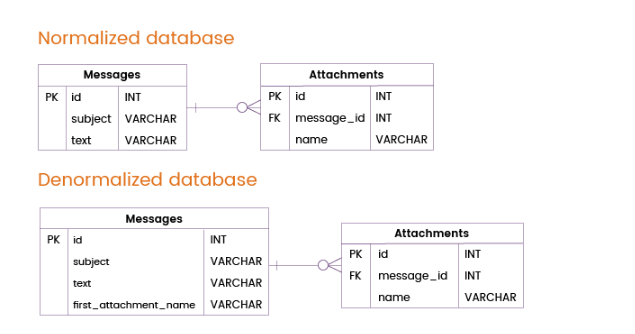 Normalized database
Messages
PK id INT
subject VARCHAR
text VARCHAR
Attachments
PK id INT
FK message_id INT
name VARCHAR
Denormalized database
Messages
PK id INT
subject VARCHAR
text VARCHAR
first_attachment_name VARCHAR
Attachments
PK id INT
FK message_id INT
name VARCHAR